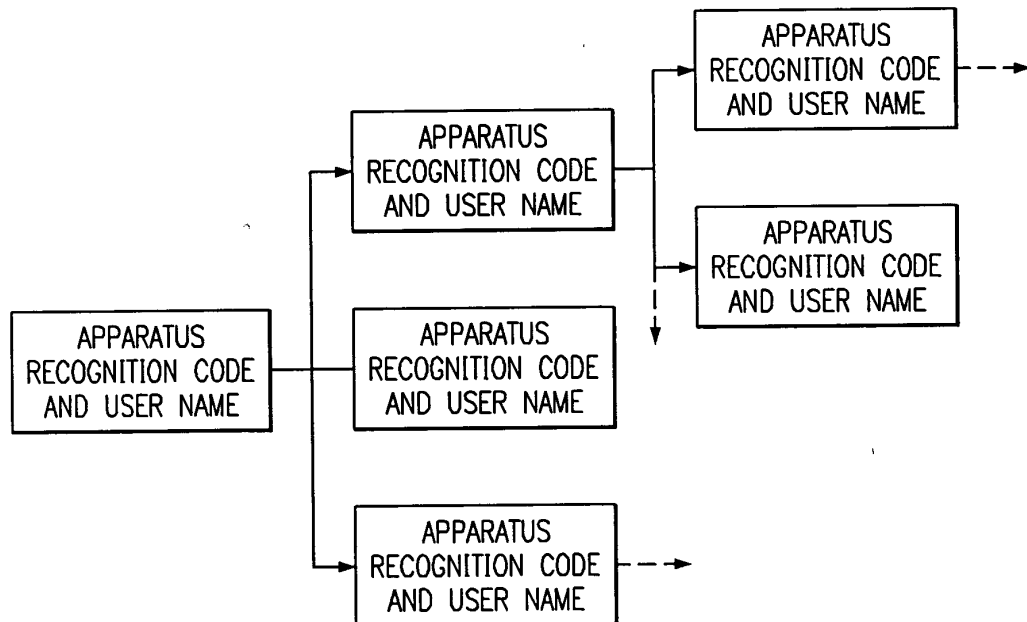 APPARATUS
RECOGNITION CODE
AND USER NAME
APPARATUS
RECOGNITION CODE
AND USER NAME
APPARATUS
RECOGNITION CODE
AND USER NAME
APPARATUS
RECOGNITION CODE
AND USER NAME
APPARATUS
RECOGNITION CODE
AND USER NAME
APPARATUS
RECOGNITION CODE
AND USER NAME